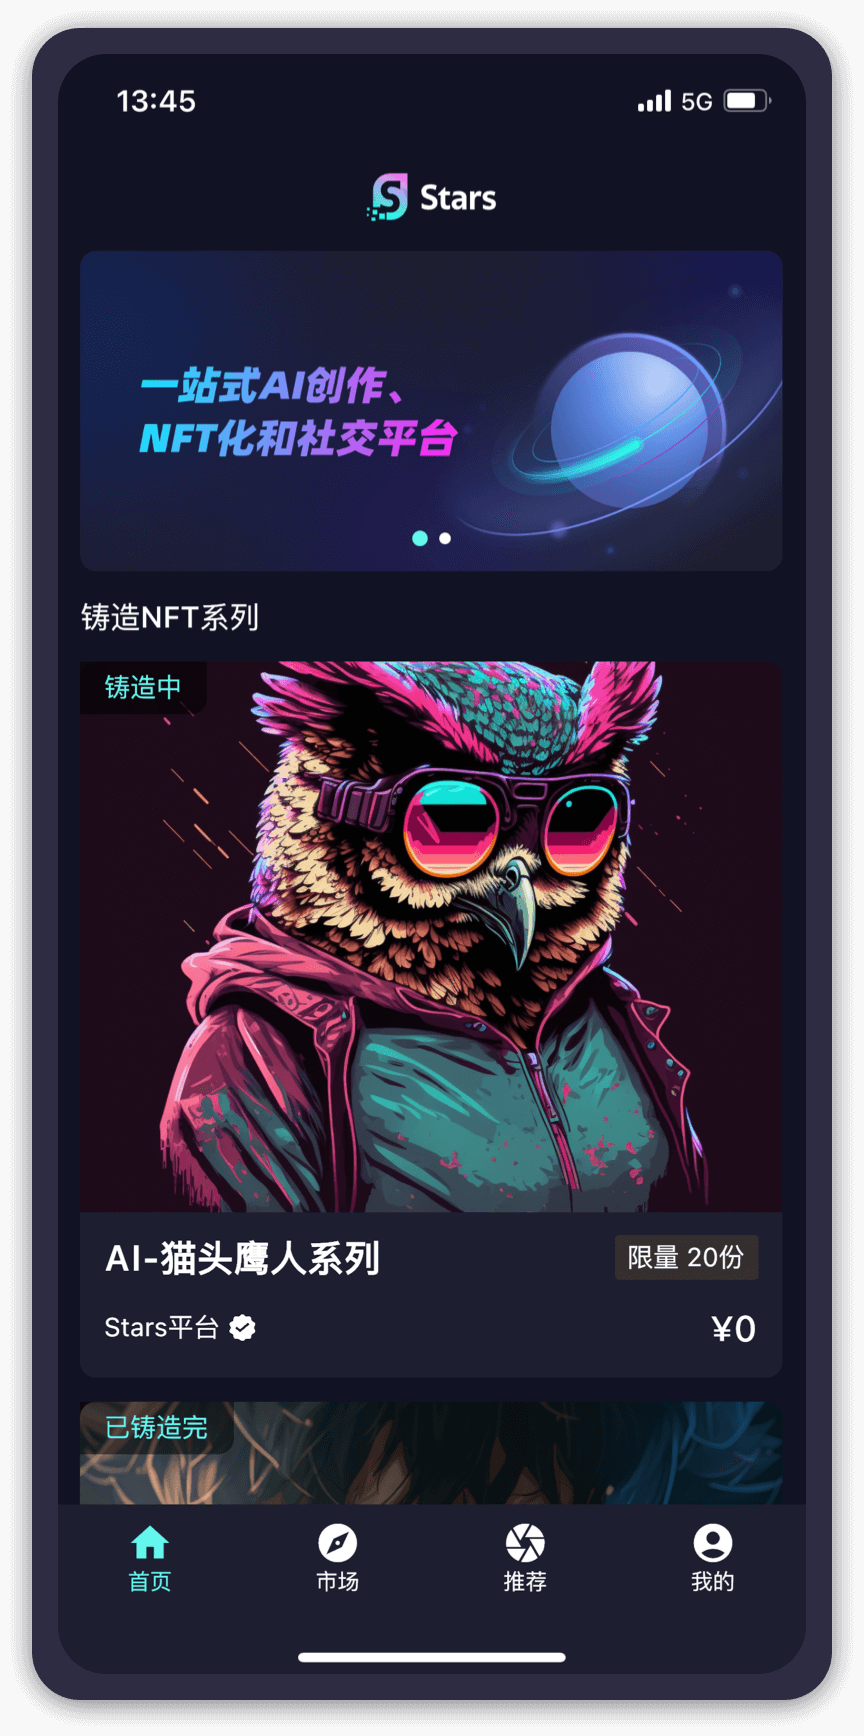 13:45
5G
Stars
一站式AI创作、
NFT化和社交平台
铸造NFT系列
铸造中
AI-猫头鹰人系列
限量 20份
Stars平台
¥0
已铸造完
首页
市场
推荐
我的